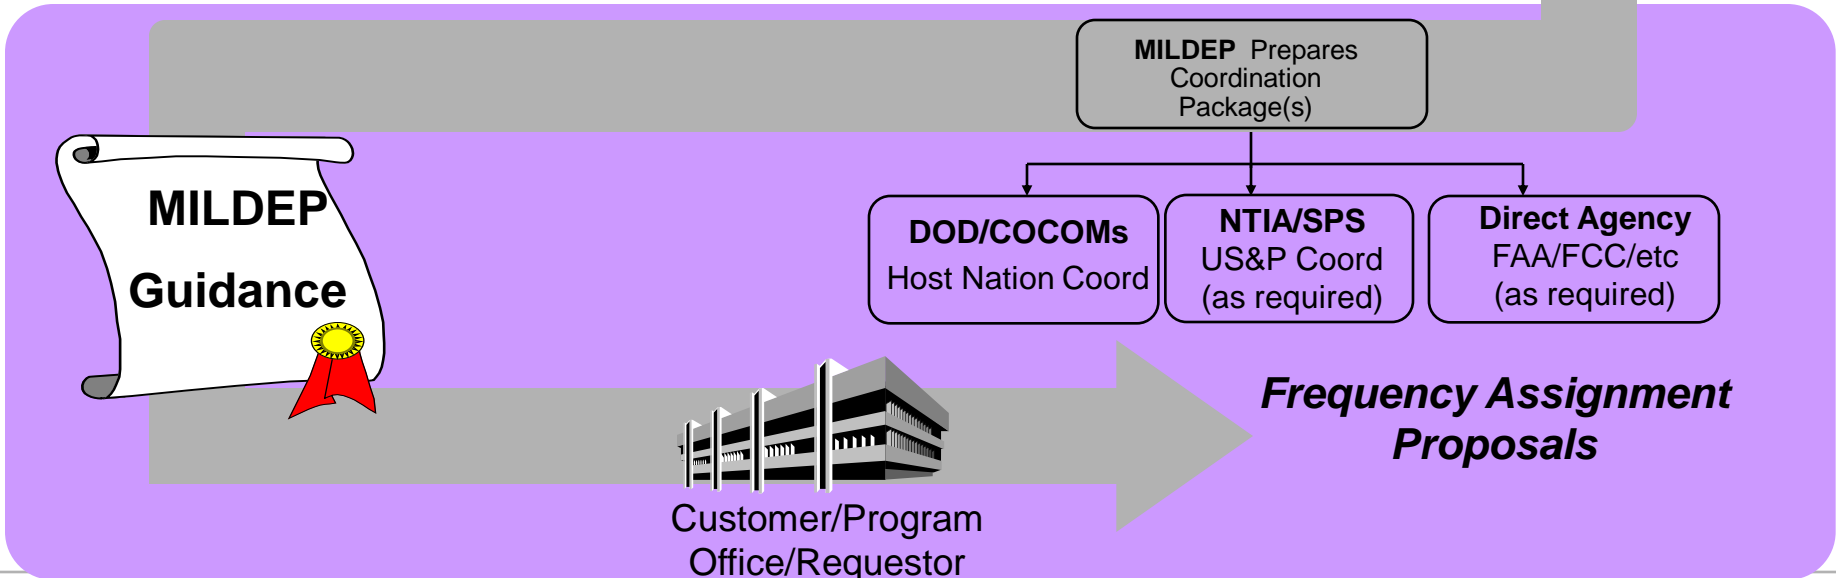 MILDEP Prepares
Coordination
Package(s)
MILDEP
Guidance
DOD/COCOMs
Host Nation Coord
NTIA/SPS
US&P Coord
(as required)
Direct Agency
FAA/FCC/etc
(as required)
Frequency Assignment
Proposals
Customer/Program
Office/Requestor